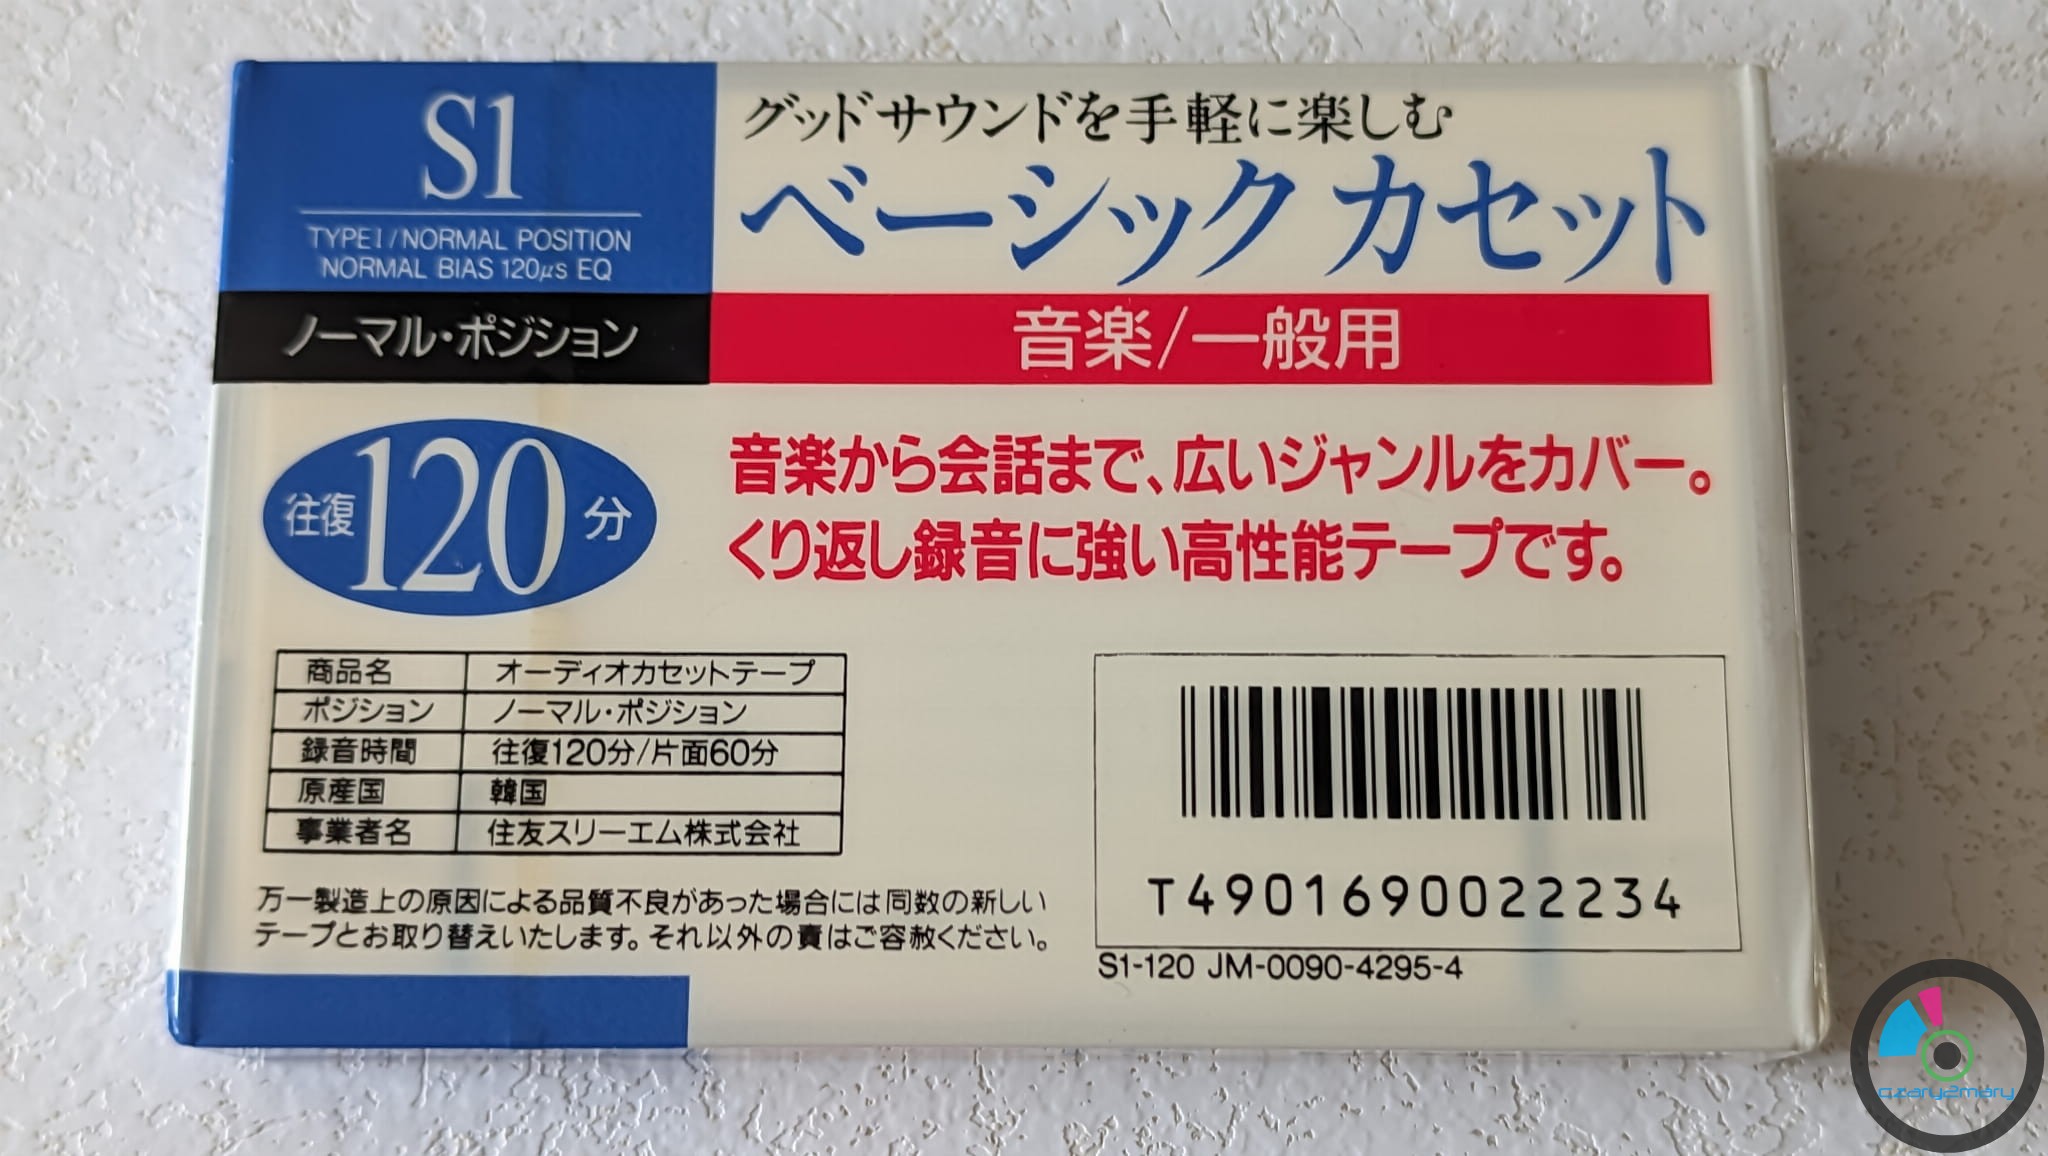 S1
TYPE I/NORMAL POSITION
NORMAL BIAS 120μs EQ
ノーマル・ポジション
グッドサウンドを手軽に楽しむ
ベーシック カセット
音楽/一般用
往復120分
音楽から会話まで、広いジャンルをカバー。
くり返し録音に強い高性能テープです。
商品名 オーディオカセットテープ
ポジション ノーマル・ポジション
録音時間 往復120分/片面60分
原産国 韓国
事業者名 住友スリーエム株式会社
万一製造上の原因による品質不良があった場合には同数の新しい
テープとお取り替えいたします。それ以外の責はご容赦ください。
T4901690022234
S1-120 JM-0090-4295-4